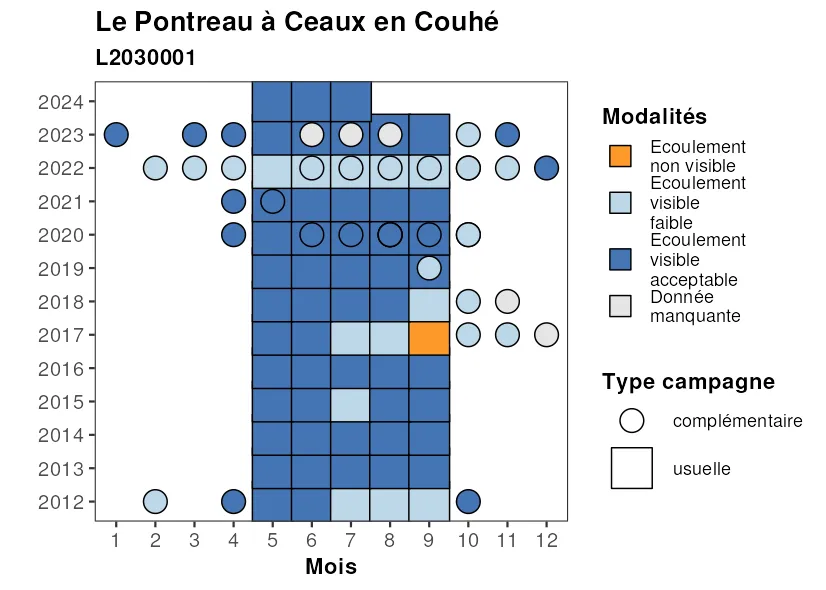 Le Pontreau à Ceaux en Couhé
L2030001
2024
2023
2022
2021
2020
2019
2018
2017
2016
2015
2014
2013
2012
1 2 3 4 5 6 7 8 9 10 11 12
Mois
Modalités
Ecoulement
non visible
Ecoulement
visible
faible
Ecoulement
visible
acceptable
Donnée
manquante
Type campagne
complémentaire
usuelle